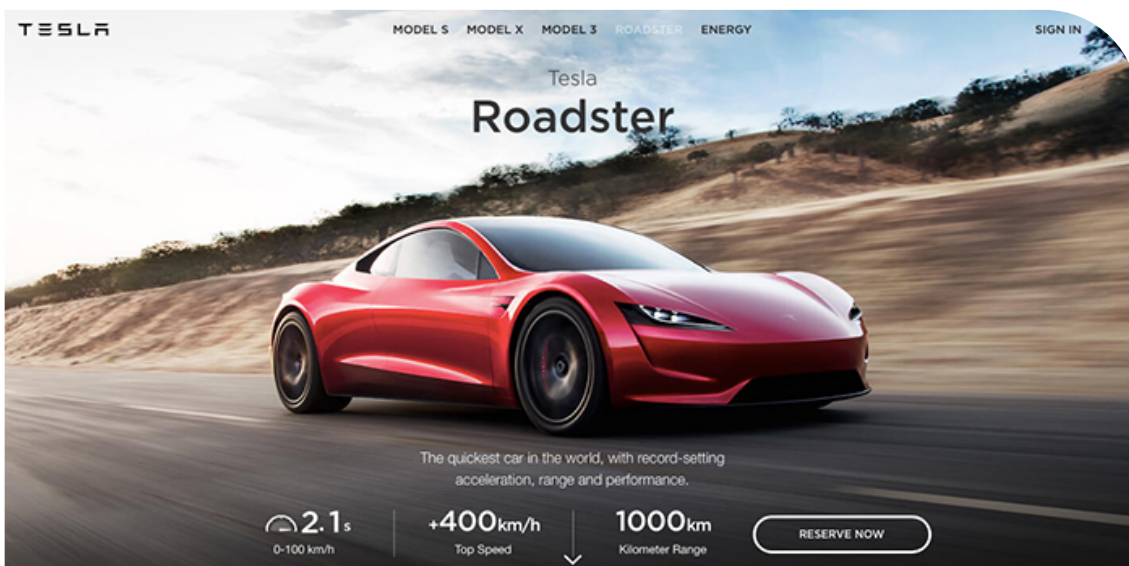 TESLA
MODEL S MODEL X MODEL 3 ROADSTER ENERGY
SIGN IN
Tesla
Roadster
The quickest car in the world, with record-setting
acceleration, range and performance.
2.1s
0-100 km/h
+400km/h
Top Speed
1000km
Kilometer Range
RESERVE NOW